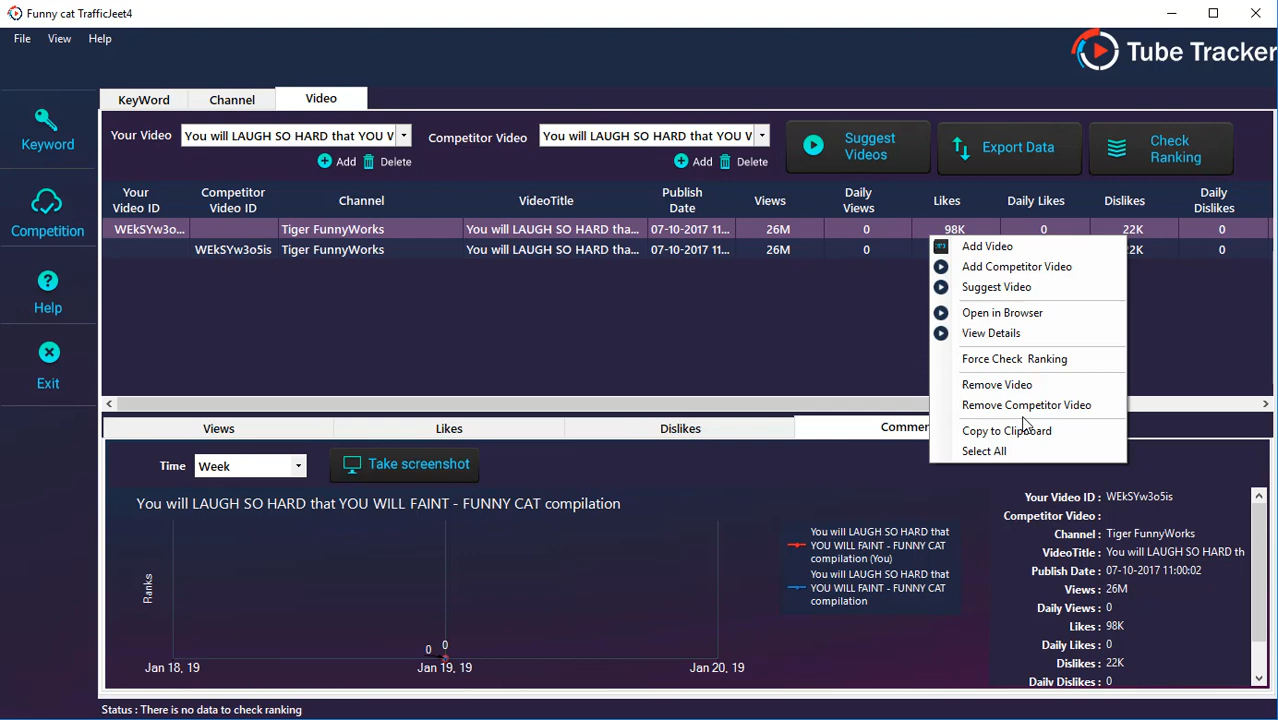 Funny cat TrafficJeet4
File View Help
Tube Tracker
KeyWord Channel Video
Keyword
Competition
Help
Exit
Your Video You will LAUGH SO HARD that YOU V Competitor Video You will LAUGH SO HARD that YOU V
Add Delete Add Delete
Suggest Videos
Export Data
Check Ranking
Your Video ID Competitor Video ID Channel VideoTitle Publish Date Views Daily Views Likes Daily Likes Dislikes Daily Dislikes
WEkSYw3o... Tiger FunnyWorks You will LAUGH SO HARD tha... 07-10-2017 11... 26M 0 98K 0 22K 0
WEkSYw3o5is Tiger FunnyWorks You will LAUGH SO HARD tha... 07-10-2017 11... 26M 0 2K 0
Add Video
Add Competitor Video
Suggest Video
Open in Browser
View Details
Force Check Ranking
Remove Video
Remove Competitor Video
Copy to Clipboard
Select All
Views Likes Dislikes Commer
Time Week Take screenshot
You will LAUGH SO HARD that YOU WILL FAINT - FUNNY CAT compilation
Ranks
0 0
Jan 18, 19 Jan 19, 19 Jan 20, 19
You will LAUGH SO HARD that
YOU WILL FAINT - FUNNY CAT
compilation (You)
You will LAUGH SO HARD that
YOU WILL FAINT - FUNNY CAT
compilation
Your Video ID : WEkSYw3o5is
Competitor Video :
Channel : Tiger FunnyWorks
VideoTitle : You will LAUGH SO HARD th
Publish Date : 07-10-2017 11:00:02
Views : 26M
Daily Views : 0
Likes : 98K
Daily Likes : 0
Dislikes : 22K
Daily Dislikes : 0
Status : There is no data to check ranking